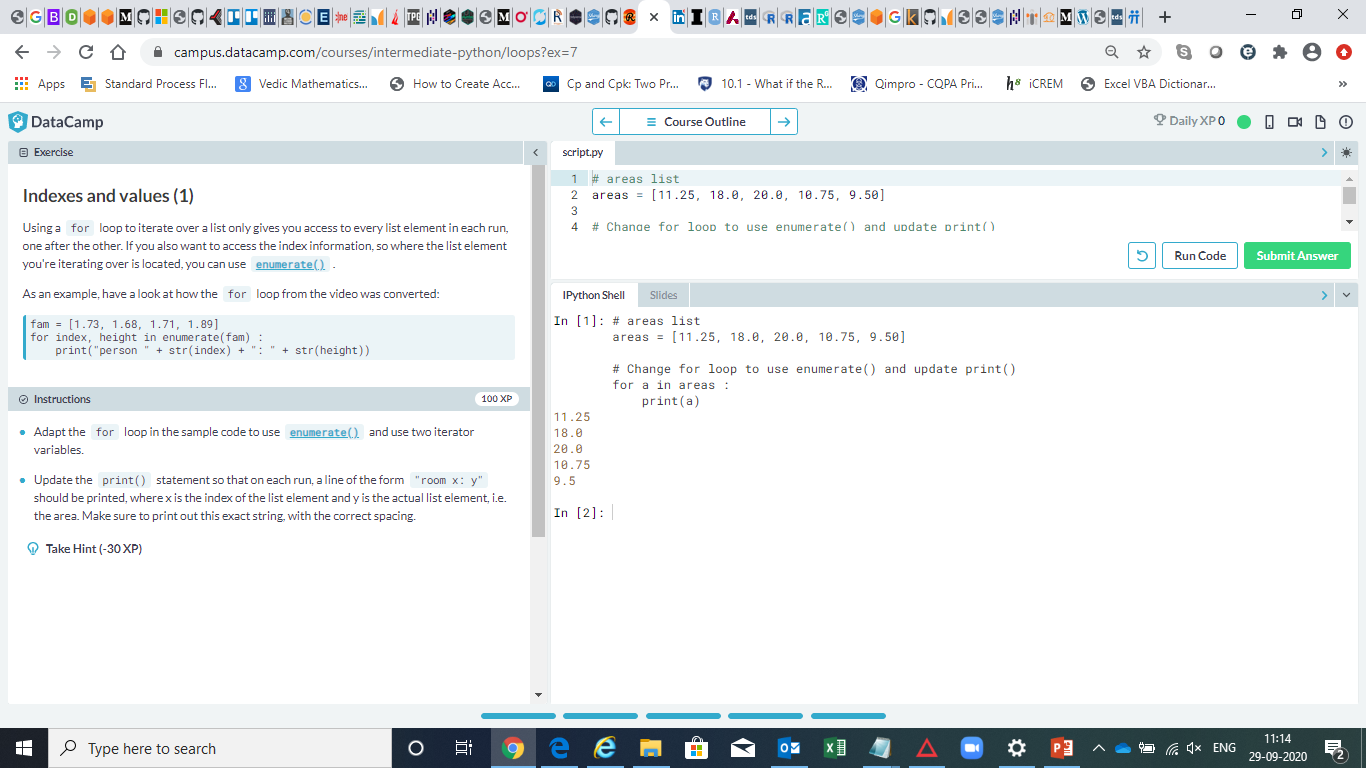 campus.datacamp.com/courses/intermediate-python/loops?ex=7
Apps Standard Process Fl... Vedic Mathematics... How to Create Acc... Cp and Cpk: Two Pr... 10.1 - What if the R... Qimpro - CQPA Pri... iCREM Excel VBA Dictionar... »
DataCamp
Course Outline
Daily XP 0
Exercise
Indexes and values (1)
Using a for loop to iterate over a list only gives you access to every list element in each run,
one after the other. If you also want to access the index information, so where the list element
you're iterating over is located, you can use enumerate() .
As an example, have a look at how the for loop from the video was converted:
fam = [1.73, 1.68, 1.71, 1.89]
for index, height in enumerate(fam) :
    print("person " + str(index) + ": " + str(height))
Instructions
100 XP
Adapt the for loop in the sample code to use enumerate() and use two iterator
variables.
Update the print() statement so that on each run, a line of the form "room x: y"
should be printed, where x is the index of the list element and y is the actual list element, i.e.
the area. Make sure to print out this exact string, with the correct spacing.
Take Hint (-30 XP)
script.py
1 # areas list
2 areas = [11.25, 18.0, 20.0, 10.75, 9.50]
3
4 # Change for loop to use enumerate() and update print()
Run Code
Submit Answer
IPython Shell Slides
In [1]: # areas list
areas = [11.25, 18.0, 20.0, 10.75, 9.50]
# Change for loop to use enumerate() and update print()
for a in areas :
    print(a)
11.25
18.0
20.0
10.75
9.5
In [2]:
Type here to search
ENG
11:14
29-09-2020
2